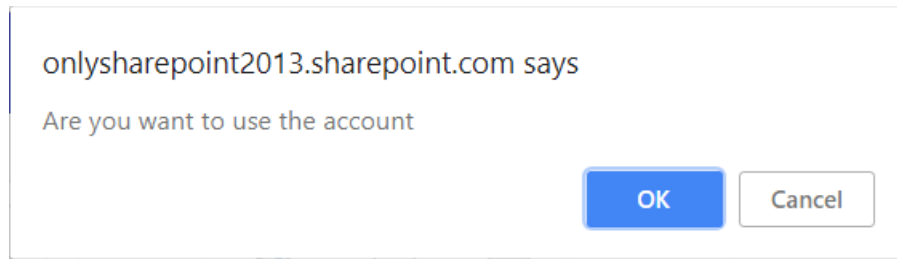 onlysharepoint2013.sharepoint.com says
Are you want to use the account
OK Cancel